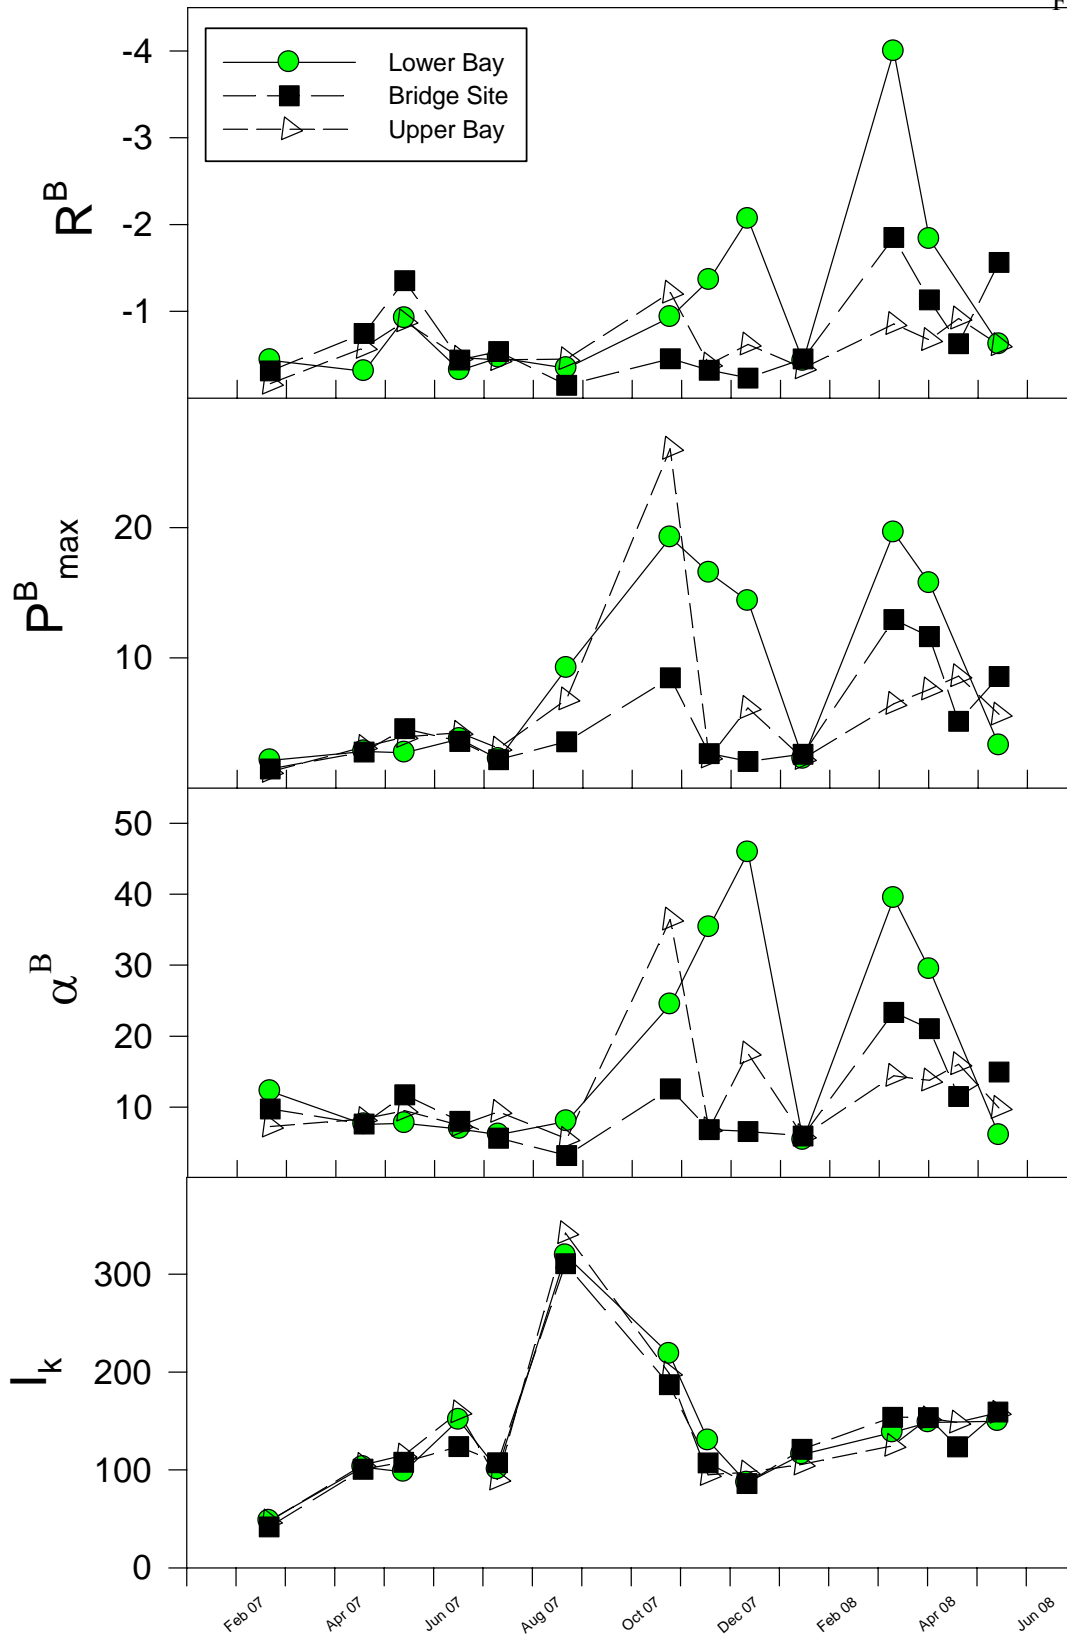 F
-4
Lower Bay
Bridge Site
Upper Bay
-3
-2
-1
R^B
20
10
P^B max
50
40
30
20
10
α^B
300
200
100
0
I_k
Feb 07 Apr 07 Jun 07 Aug 07 Oct 07 Dec 07 Feb 08 Apr 08 Jun 08